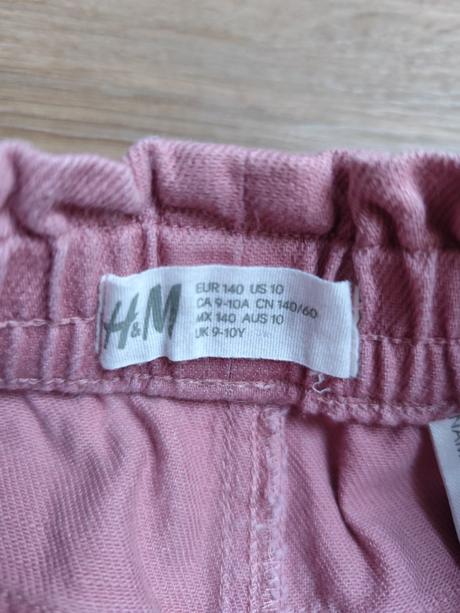 H&M
EUR 140 US 10
CA 9-10A CN 140/60
MX 140 AUS 10
UK 9-10Y